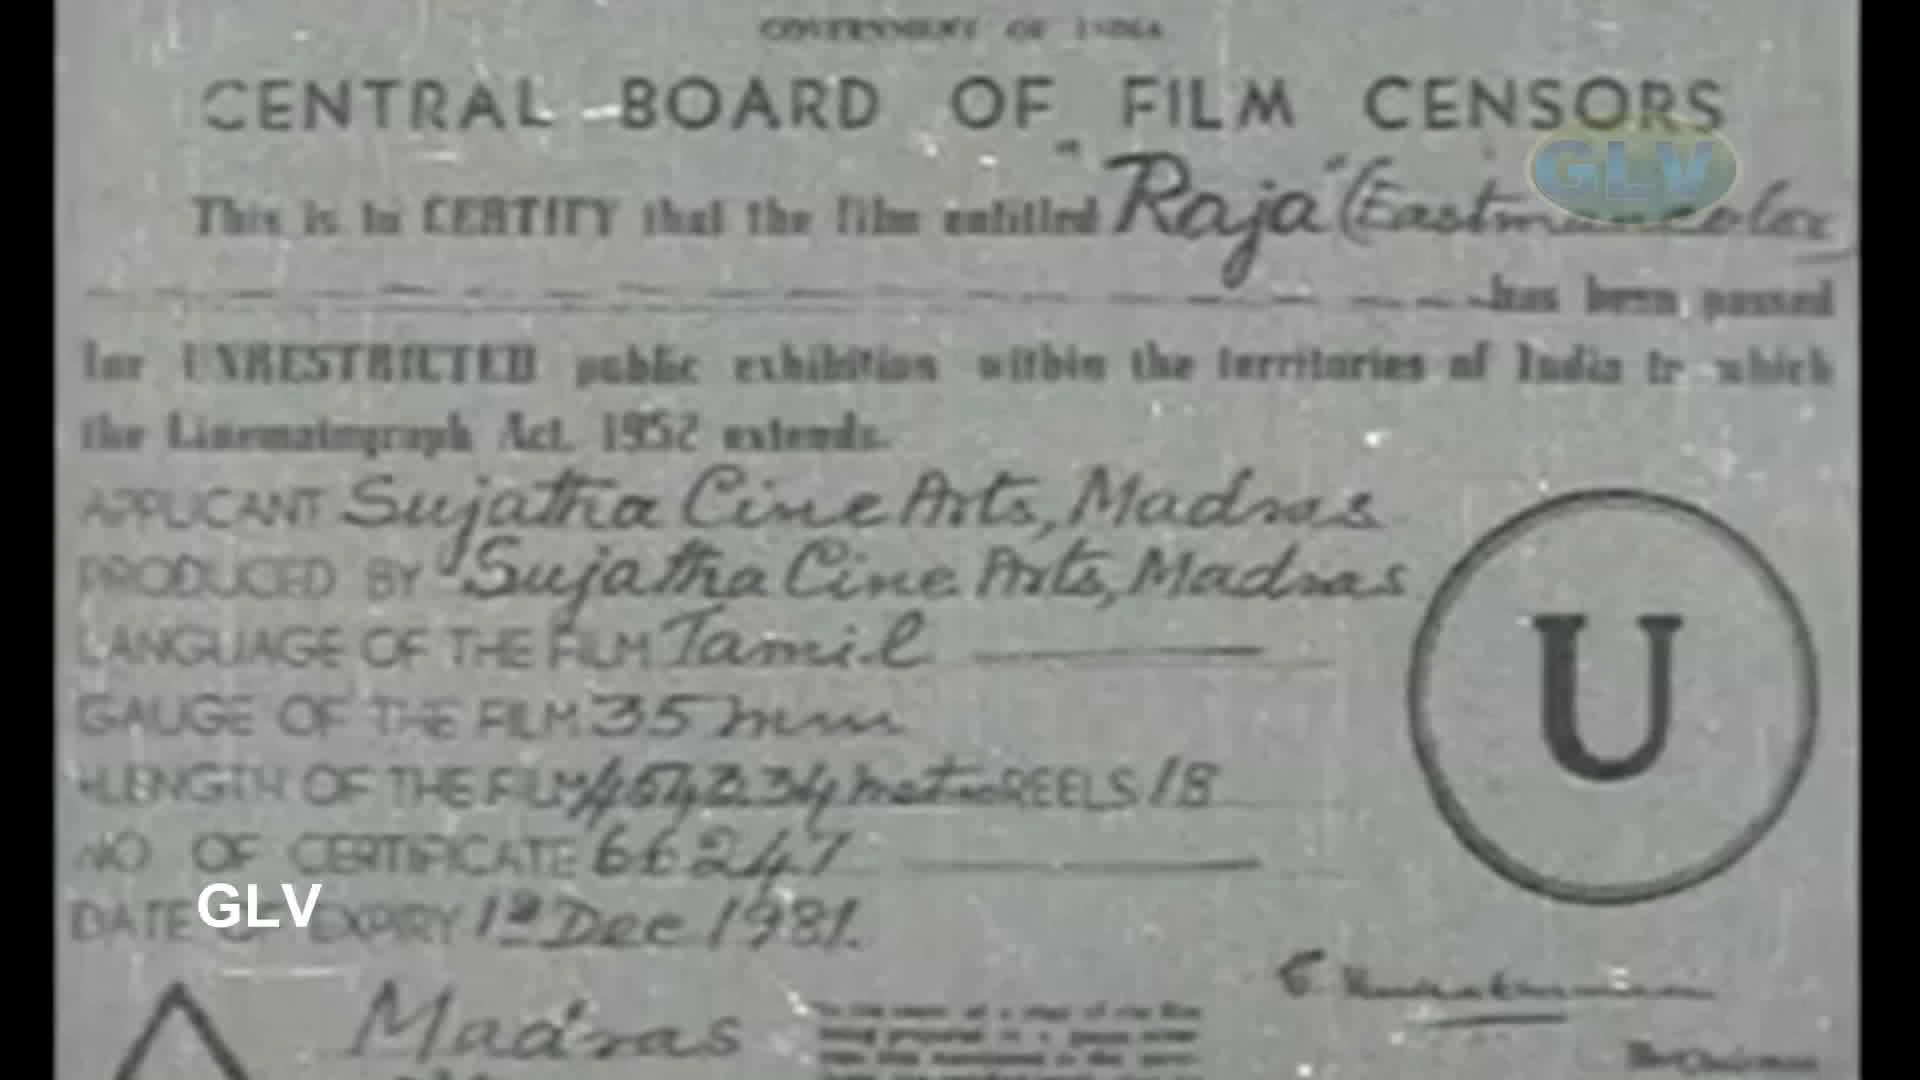 GOVERNMENT OF INDIA
CENTRAL BOARD OF FILM CENSORS
GLV
This is to CERTIFY that the film entitled "Raja" (Eastman color
has been passed
for UNRESTRICTED public exhibition within the territories of India to which
the Cinematograph Act. 1952 extends.
APPLICANT Sujatha Cine Arts, Madras
PRODUCED BY Sujatha Cine Arts, Madras
LANGUAGE OF THE FILM Tamil
U
GAUGE OF THE FILM 35 mm
LENGTH OF THE FILM REELS 18
NO OF CERTIFICATE 66247
DATE OF EXPIRY Dec 1981.
GLV
Madras